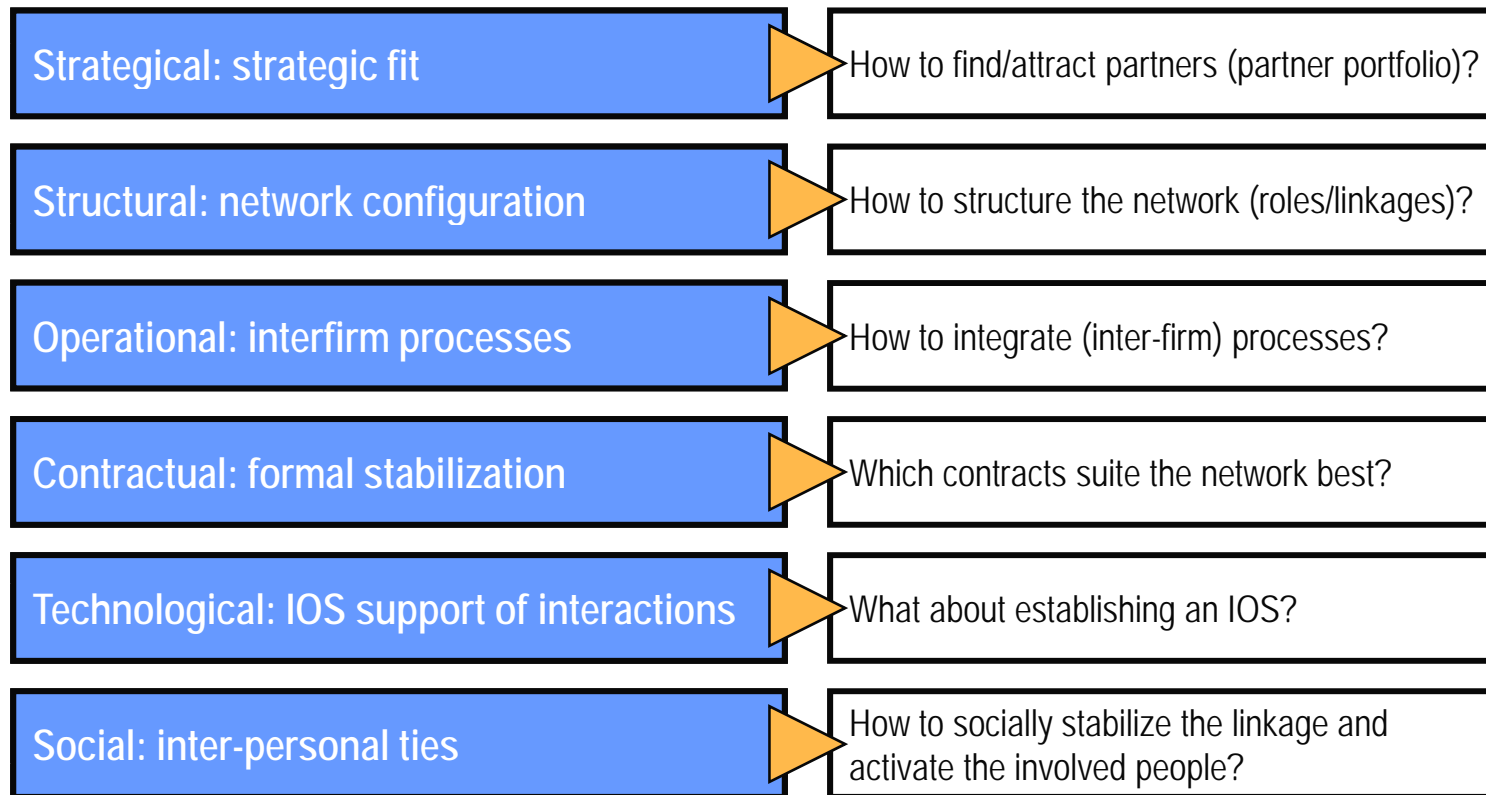 Strategical: strategic fit
How to find/attract partners (partner portfolio)?
Structural: network configuration
How to structure the network (roles/linkages)?
Operational: interfirm processes
How to integrate (inter-firm) processes?
Contractual: formal stabilization
Which contracts suite the network best?
Technological: IOS support of interactions
What about establishing an IOS?
Social: inter-personal ties
How to socially stabilize the linkage and
activate the involved people?